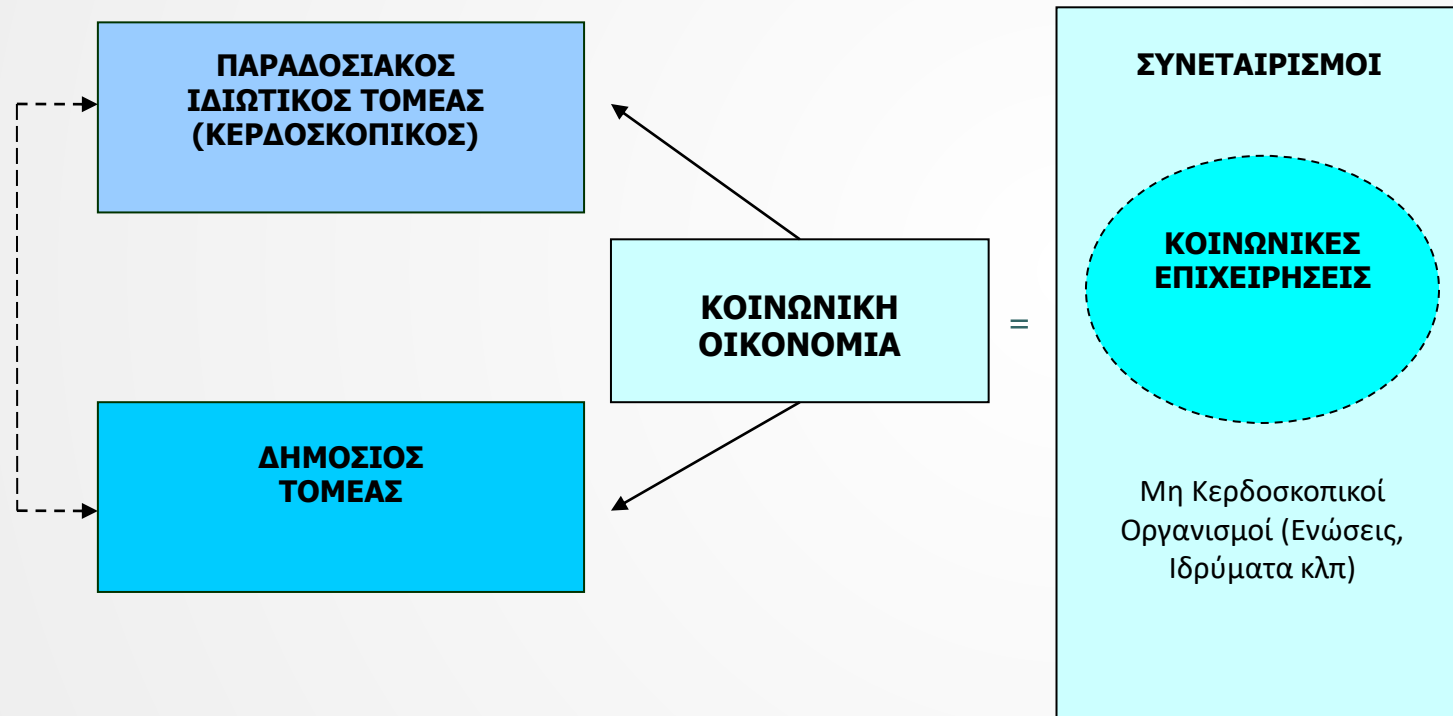 ΠΑΡΑΔΟΣΙΑΚΟΣ
ΙΔΙΩΤΙΚΟΣ ΤΟΜΕΑΣ
(ΚΕΡΔΟΣΚΟΠΙΚΟΣ)
ΔΗΜΟΣΙΟΣ
ΤΟΜΕΑΣ
ΚΟΙΝΩΝΙΚΗ
ΟΙΚΟΝΟΜΙΑ
=
ΣΥΝΕΤΑΙΡΙΣΜΟΙ
ΚΟΙΝΩΝΙΚΕΣ
ΕΠΙΧΕΙΡΗΣΕΙΣ
Μη Κερδοσκοπικοί
Οργανισμοί (Ενώσεις,
Ιδρύματα κλπ)